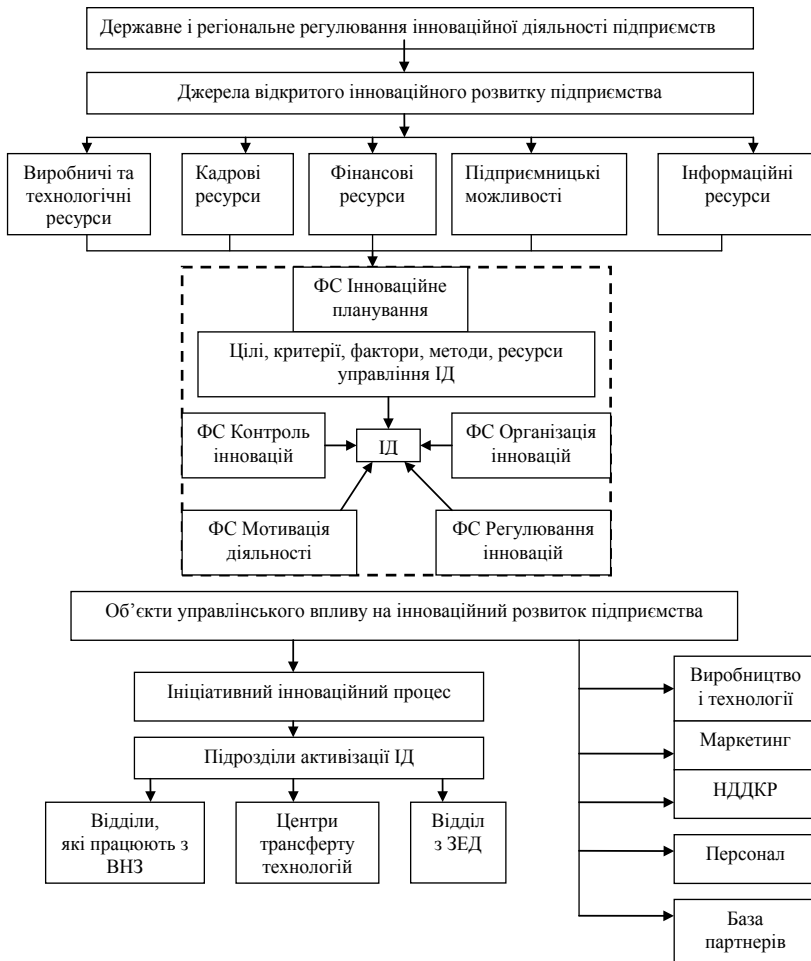 Державне і регіональне регулювання інноваційної діяльності підприємств
Джерела відкритого інноваційного розвитку підприємства
Виробничі та
технологічні
ресурси
Кадрові
ресурси
Фінансові
ресурси
Підприємницькі
можливості
Інформаційні
ресурси
ФС Інноваційне
планування
Цілі, критерії, фактори, методи, ресурси
управління ІД
ФС Контроль
інновацій
ІД
ФС Організація
інновацій
ФС Мотивація
діяльності
ФС Регулювання
інновацій
Об’єкти управлінського впливу на інноваційний розвиток підприємства
Ініціативний інноваційний процес
Підрозділи активізації ІД
Відділи,
які працюють з
ВНЗ
Центри
трансферту
технологій
Відділ
з ЗЕД
Виробництво
і технології
Маркетинг
НДДКР
Персонал
База
партнерів